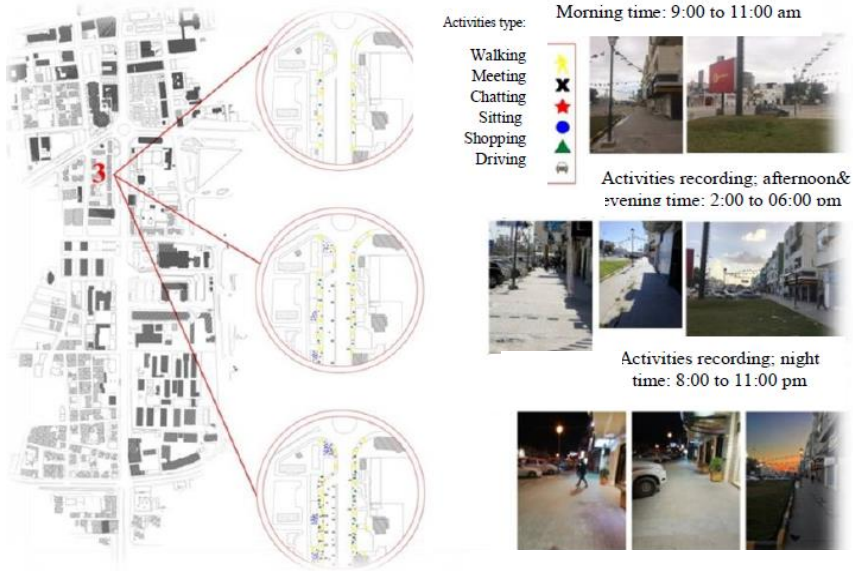 Activities type:
Walking
Meeting
Chatting
Sitting
Shopping
Driving
Morning time: 9:00 to 11:00 am
Activities recording; afternoon&
evening time: 2:00 to 06:00 pm
Activities recording; night
time: 8:00 to 11:00 pm
3